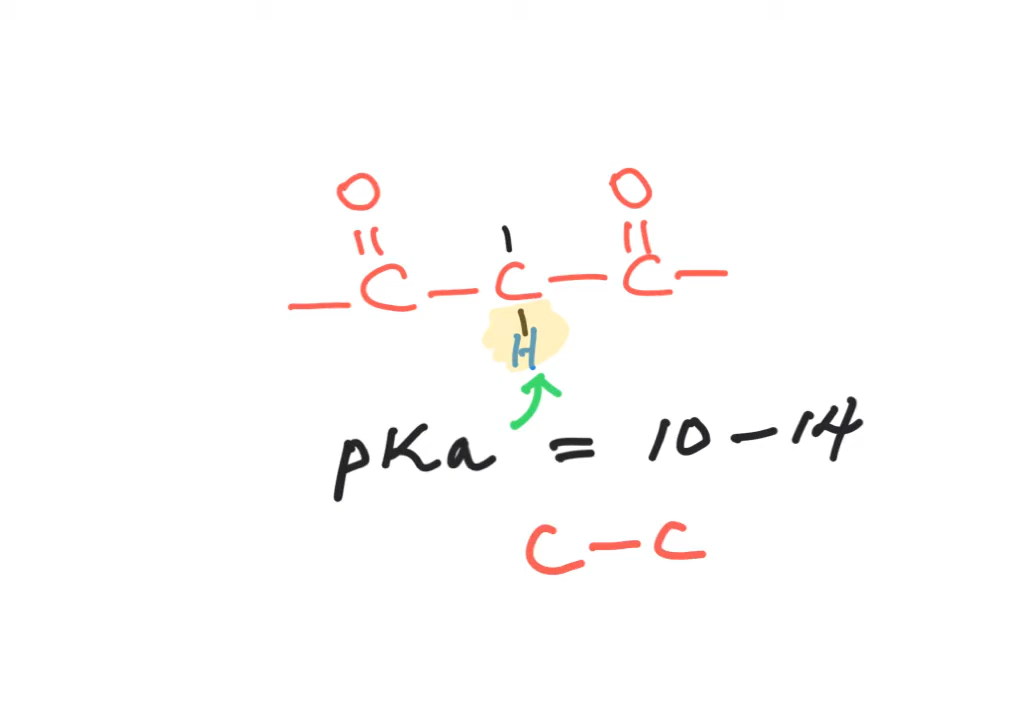 O O
|| ||
— C — C — C —
H
pKa = 10 – 14
C – C